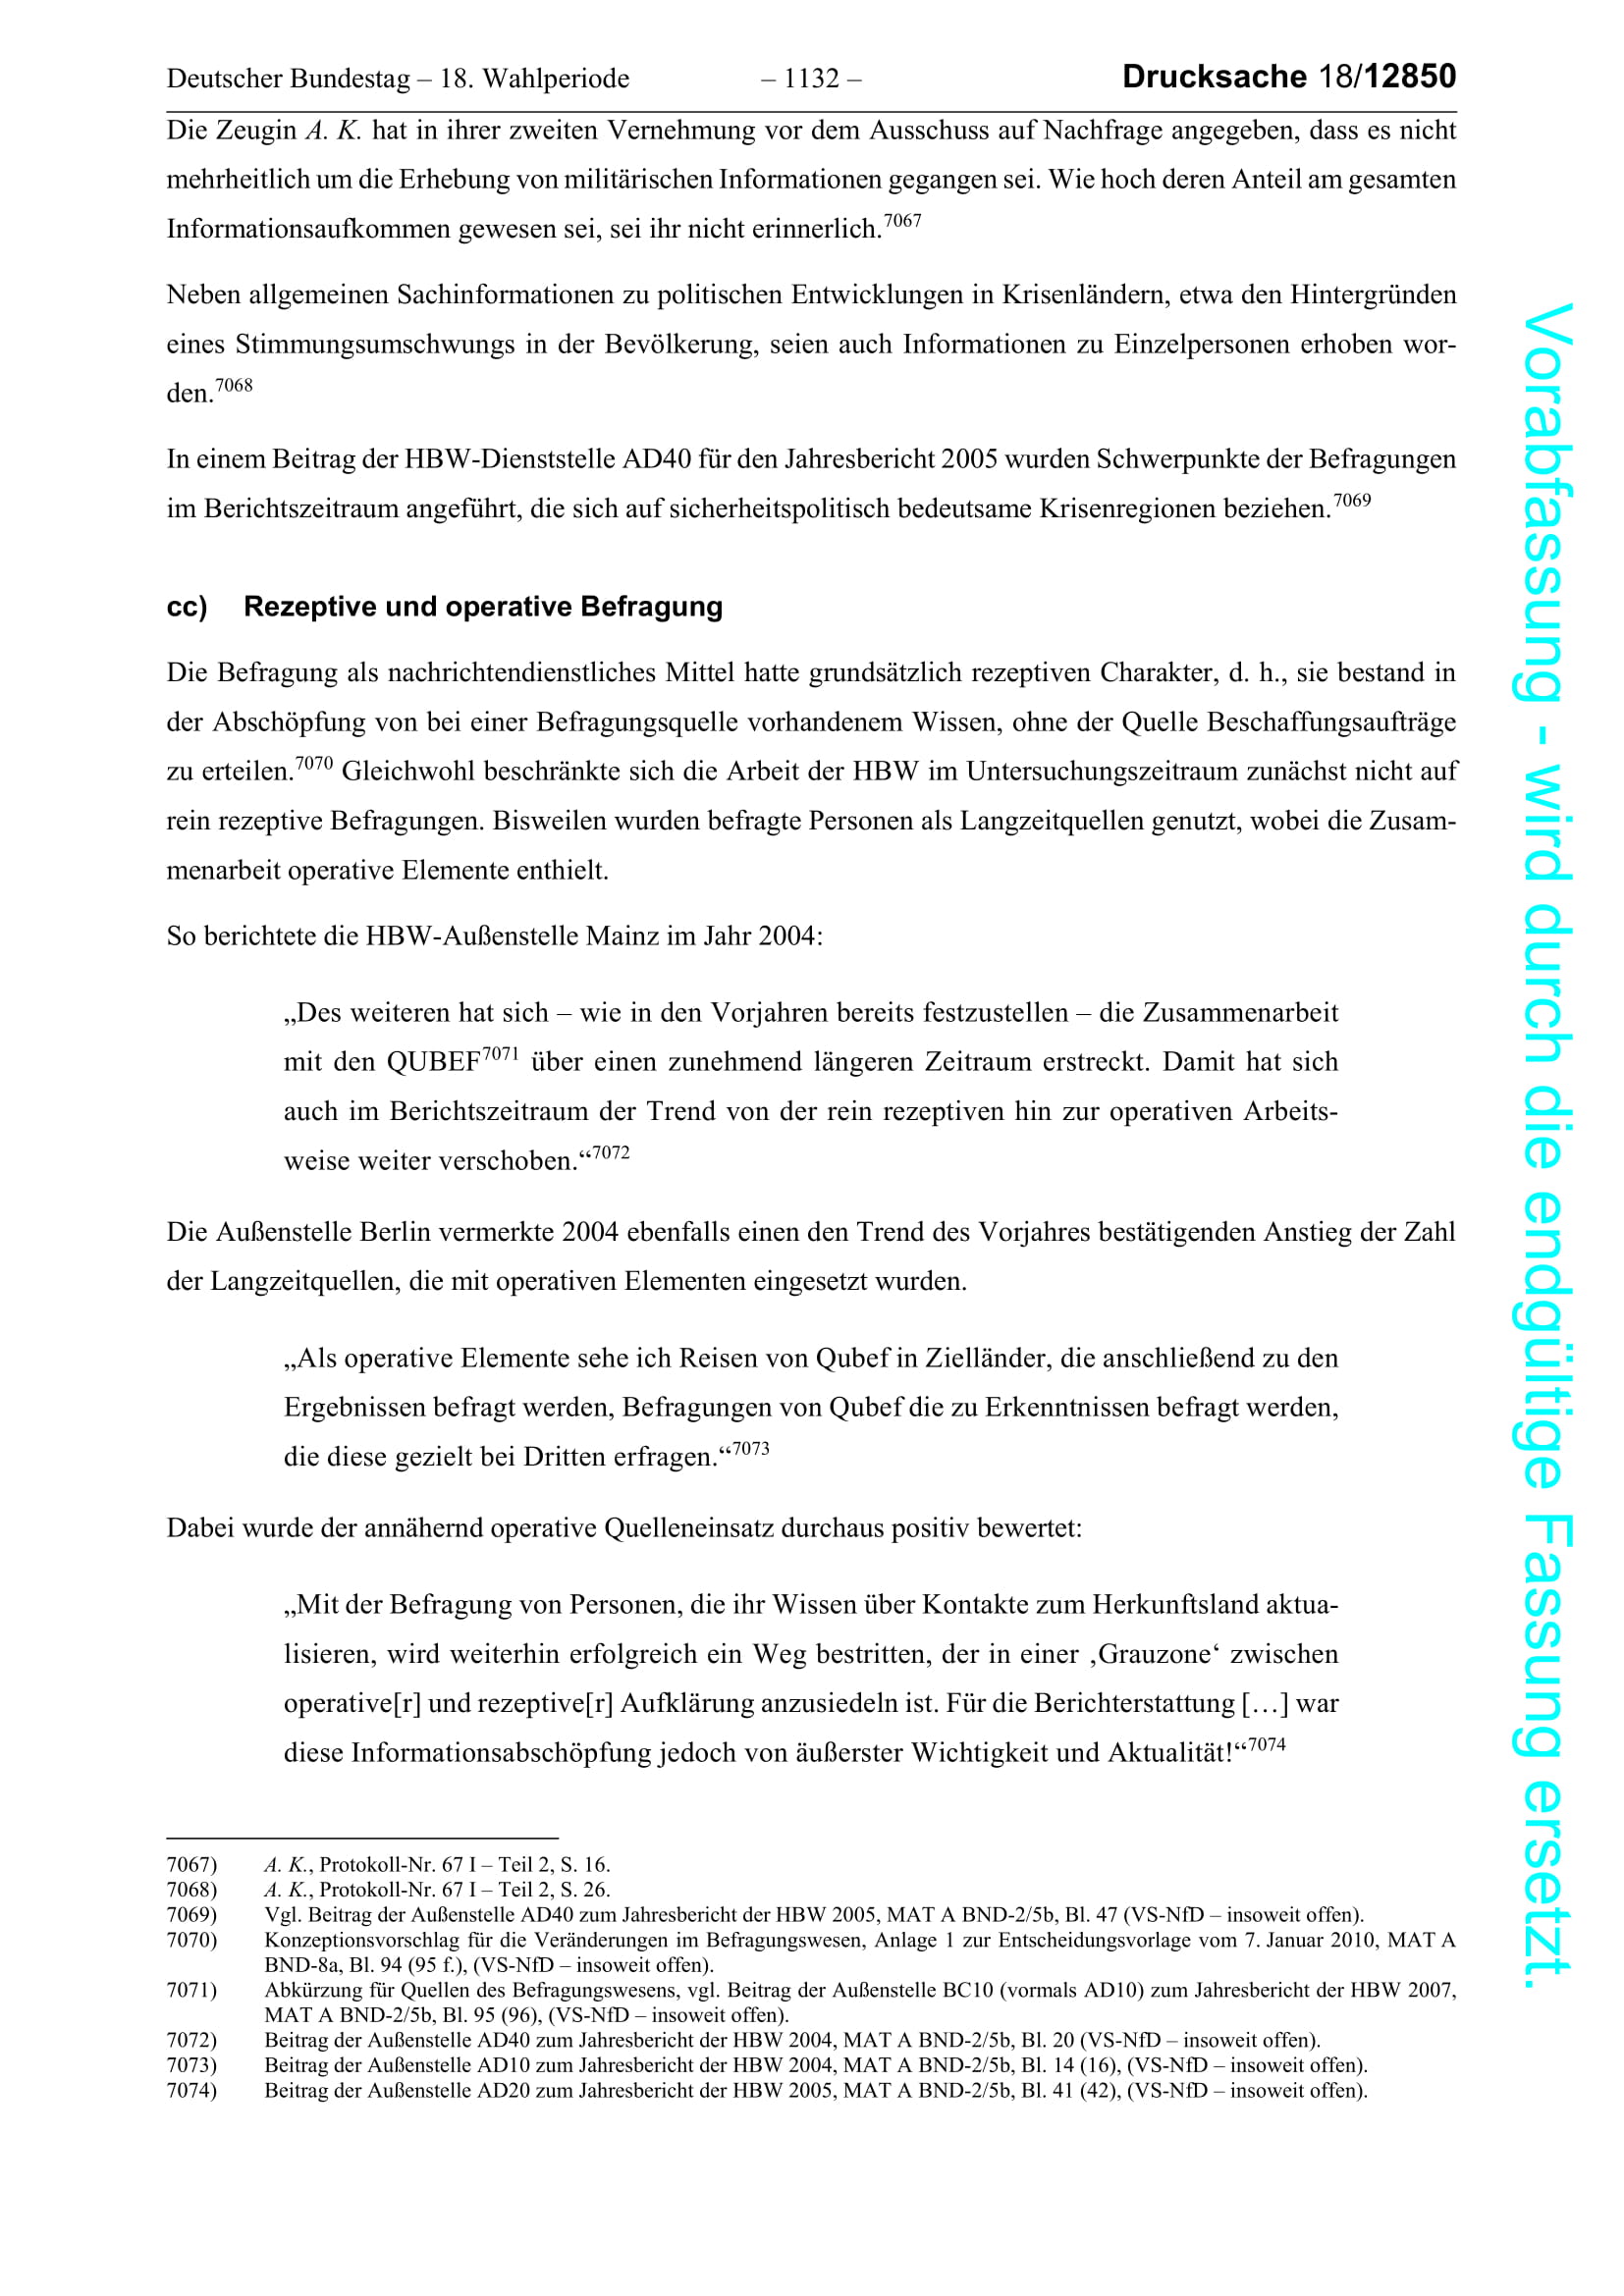 Deutscher Bundestag – 18. Wahlperiode – 1132 – Drucksache 18/12850
Die Zeugin A. K. hat in ihrer zweiten Vernehmung vor dem Ausschuss auf Nachfrage angegeben, dass es nicht
mehrheitlich um die Erhebung von militärischen Informationen gegangen sei. Wie hoch deren Anteil am gesamten
Informationsaufkommen gewesen sei, sei ihr nicht erinnerlich.7067
Neben allgemeinen Sachinformationen zu politischen Entwicklungen in Krisenländern, etwa den Hintergründen
eines Stimmungsumschwungs in der Bevölkerung, seien auch Informationen zu Einzelpersonen erhoben wor-
den.7068
In einem Beitrag der HBW-Dienststelle AD40 für den Jahresbericht 2005 wurden Schwerpunkte der Befragungen
im Berichtszeitraum angeführt, die sich auf sicherheitspolitisch bedeutsame Krisenregionen beziehen.7069
cc) Rezeptive und operative Befragung
Die Befragung als nachrichtendienstliches Mittel hatte grundsätzlich rezeptiven Charakter, d. h., sie bestand in
der Abschöpfung von bei einer Befragungsquelle vorhandenem Wissen, ohne der Quelle Beschaffungsaufträge
zu erteilen.7070 Gleichwohl beschränkte sich die Arbeit der HBW im Untersuchungszeitraum zunächst nicht auf
rein rezeptive Befragungen. Bisweilen wurden befragte Personen als Langzeitquellen genutzt, wobei die Zusam-
menarbeit operative Elemente enthielt.
So berichtete die HBW-Außenstelle Mainz im Jahr 2004:
„Des weiteren hat sich – wie in den Vorjahren bereits festzustellen – die Zusammenarbeit
mit den QUBEF7071 über einen zunehmend längeren Zeitraum erstreckt. Damit hat sich
auch im Berichtszeitraum der Trend von der rein rezeptiven hin zur operativen Arbeits-
weise weiter verschoben.“7072
Die Außenstelle Berlin vermerkte 2004 ebenfalls einen den Trend des Vorjahres bestätigenden Anstieg der Zahl
der Langzeitquellen, die mit operativen Elementen eingesetzt wurden.
„Als operative Elemente sehe ich Reisen von Qubef in Zielländer, die anschließend zu den
Ergebnissen befragt werden, Befragungen von Qubef die zu Erkenntnissen befragt werden,
die diese gezielt bei Dritten erfragen.“7073
Dabei wurde der annähernd operative Quelleneinsatz durchaus positiv bewertet:
„Mit der Befragung von Personen, die ihr Wissen über Kontakte zum Herkunftsland aktua-
lisieren, wird weiterhin erfolgreich ein Weg bestritten, der in einer ‚Grauzone‘ zwischen
operative[r] und rezeptive[r] Aufklärung anzusiedeln ist. Für die Berichterstattung […] war
diese Informationsabschöpfung jedoch von äußerster Wichtigkeit und Aktualität!“7074
7067) A. K., Protokoll-Nr. 67 I – Teil 2, S. 16.
7068) A. K., Protokoll-Nr. 67 I – Teil 2, S. 26.
7069) Vgl. Beitrag der Außenstelle AD40 zum Jahresbericht der HBW 2005, MAT A BND-2/5b, Bl. 47 (VS-NfD – insoweit offen).
7070) Konzeptionsvorschlag für die Veränderungen im Befragungswesen, Anlage 1 zur Entscheidungsvorlage vom 7. Januar 2010, MAT A
BND-8a, Bl. 94 (95 f.), (VS-NfD – insoweit offen).
7071) Abkürzung für Quellen des Befragungswesens, vgl. Beitrag der Außenstelle BC10 (vormals AD10) zum Jahresbericht der HBW 2007,
MAT A BND-2/5b, Bl. 95 (96), (VS-NfD – insoweit offen).
7072) Beitrag der Außenstelle AD40 zum Jahresbericht der HBW 2004, MAT A BND-2/5b, Bl. 20 (VS-NfD – insoweit offen).
7073) Beitrag der Außenstelle AD10 zum Jahresbericht der HBW 2004, MAT A BND-2/5b, Bl. 14 (16), (VS-NfD – insoweit offen).
7074) Beitrag der Außenstelle AD20 zum Jahresbericht der HBW 2005, MAT A BND-2/5b, Bl. 41 (42), (VS-NfD – insoweit offen).
Vorabfassung - wird durch die endgültige Fassung ersetzt.